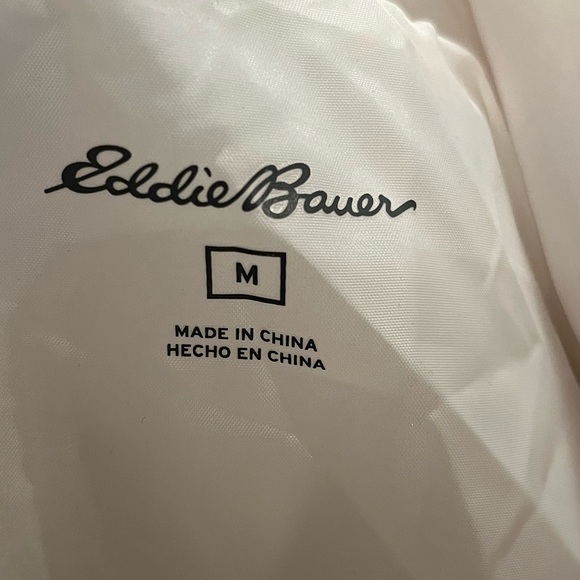 Eddie Bauer
M
MADE IN CHINA
HECHO EN CHINA